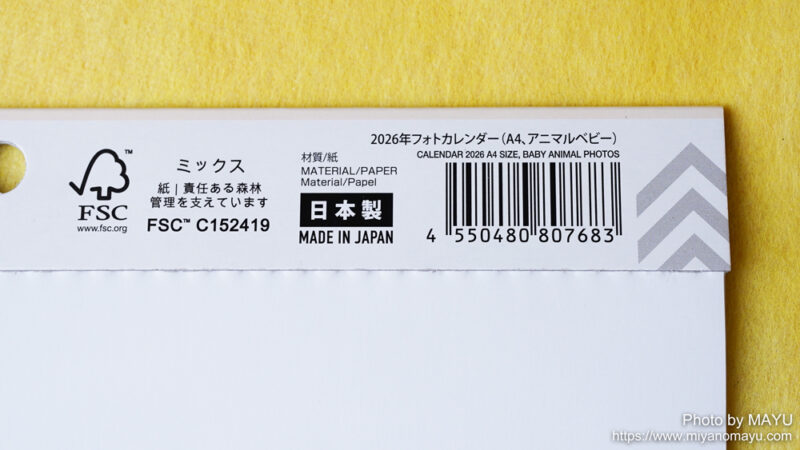 FSC
www.fsc.org
ミックス
紙 | 責任ある森林
管理を支えています
FSC™ C152419
材質/紙
MATERIAL/PAPER
Material/Papel
日本製
MADE IN JAPAN
2026年フォトカレンダー(A4、アニマルベビー)
CALENDAR 2026 A4 SIZE, BABY ANIMAL PHOTOS
4 550480 807683
Photo by MAYU
https://www.miyanomayu.com